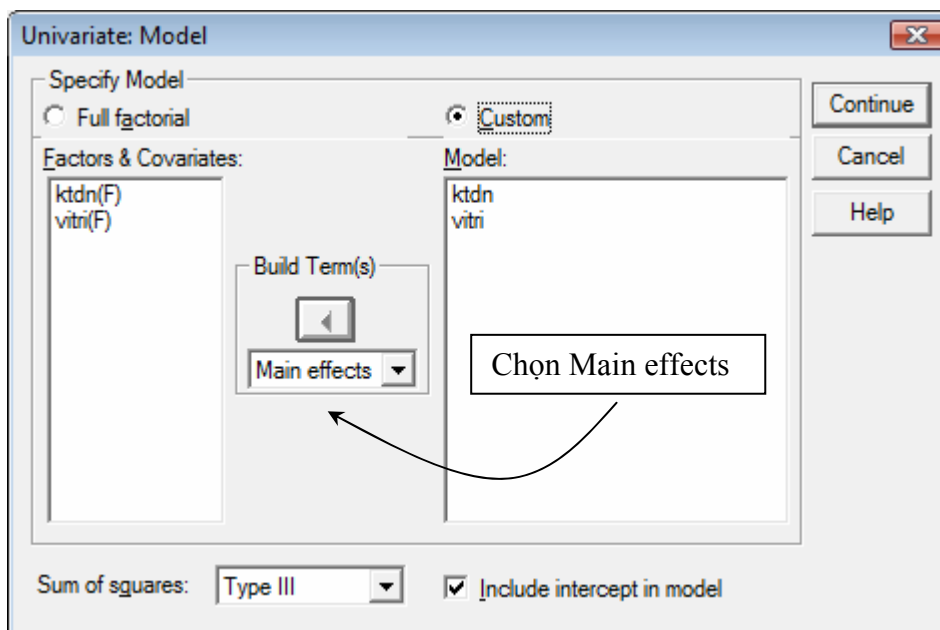 Univariate: Model
Specify Model
Full factorial
Custom
Continue
Cancel
Help
Factors & Covariates:
ktdn(F)
vitri(F)
Build Term(s)
Main effects
Model:
ktdn
vitri
Chọn Main effects
Sum of squares:
Type III
Include intercept in model